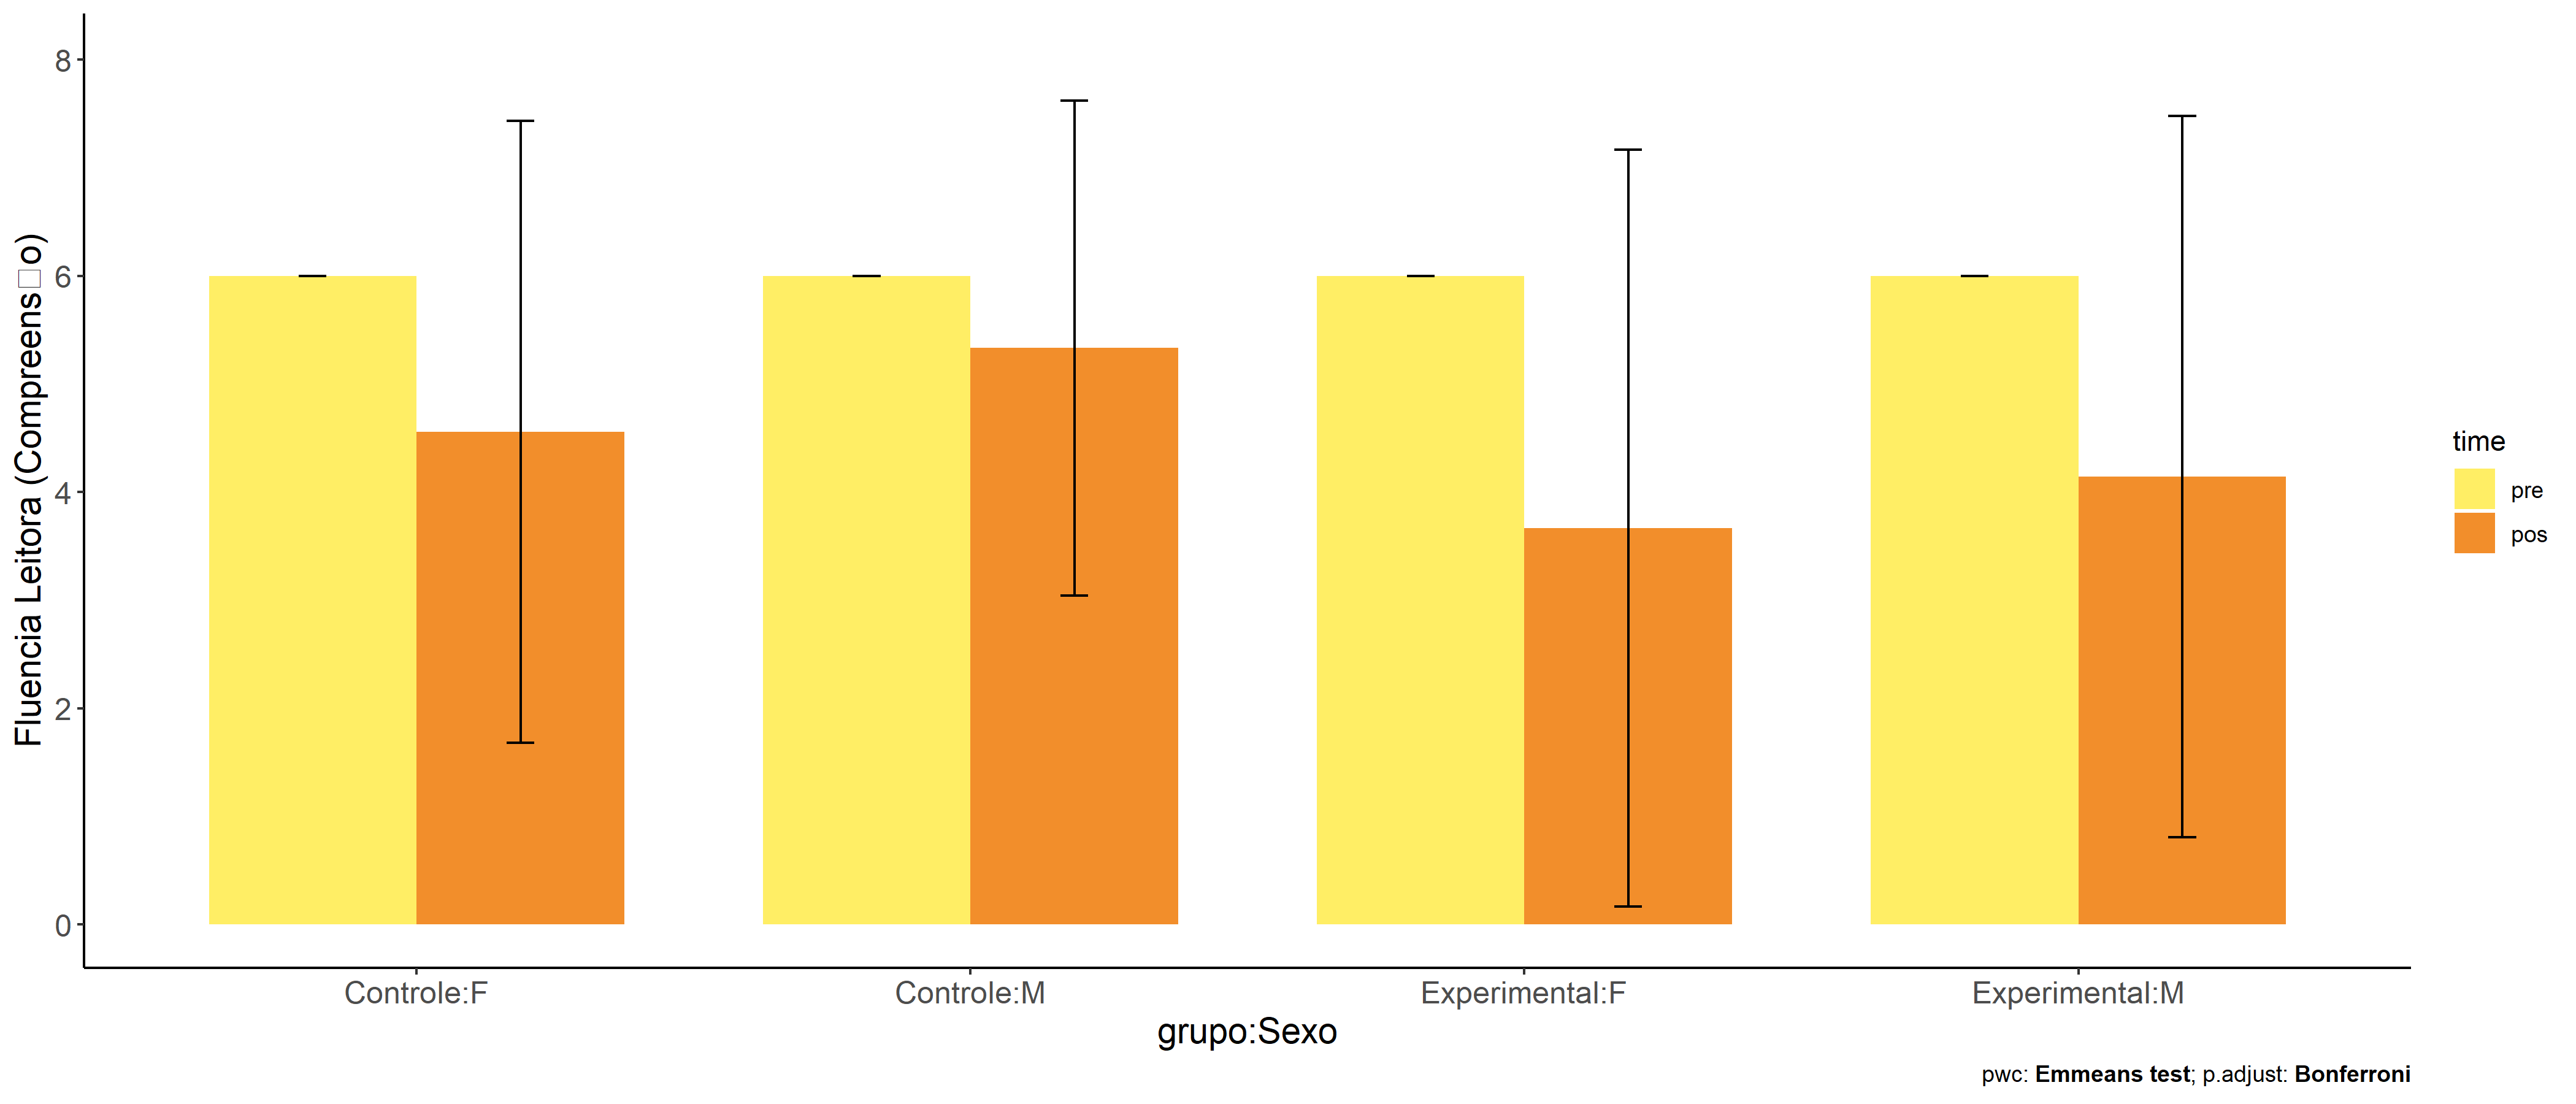 Fluencia Leitora (Compreens□o)
8
6
4
2
0
Controle:F
Controle:M
Experimental:F
Experimental:M
grupo:Sexo
time
pre
pos
pwc: Emmeans test; p.adjust: Bonferroni